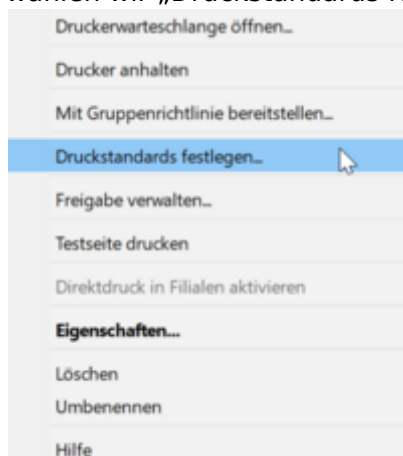 Druckerwarteschlange öffnen...
Drucker anhalten
Mit Gruppenrichtlinie bereitstellen...
Druckstandards festlegen...
Freigabe verwalten...
Testseite drucken
Direktdruck in Filialen aktivieren
Eigenschaften...
Löschen
Umbenennen
Hilfe